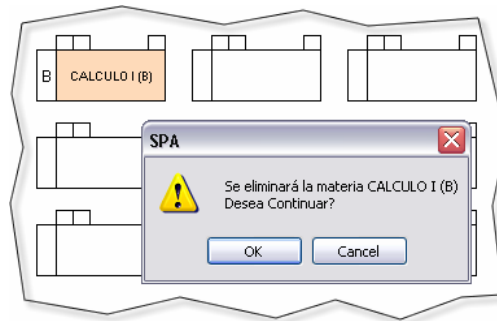 B
CALCULO I (B)
SPA
Se eliminará la materia CALCULO I (B)
Desea Continuar?
OK
Cancel